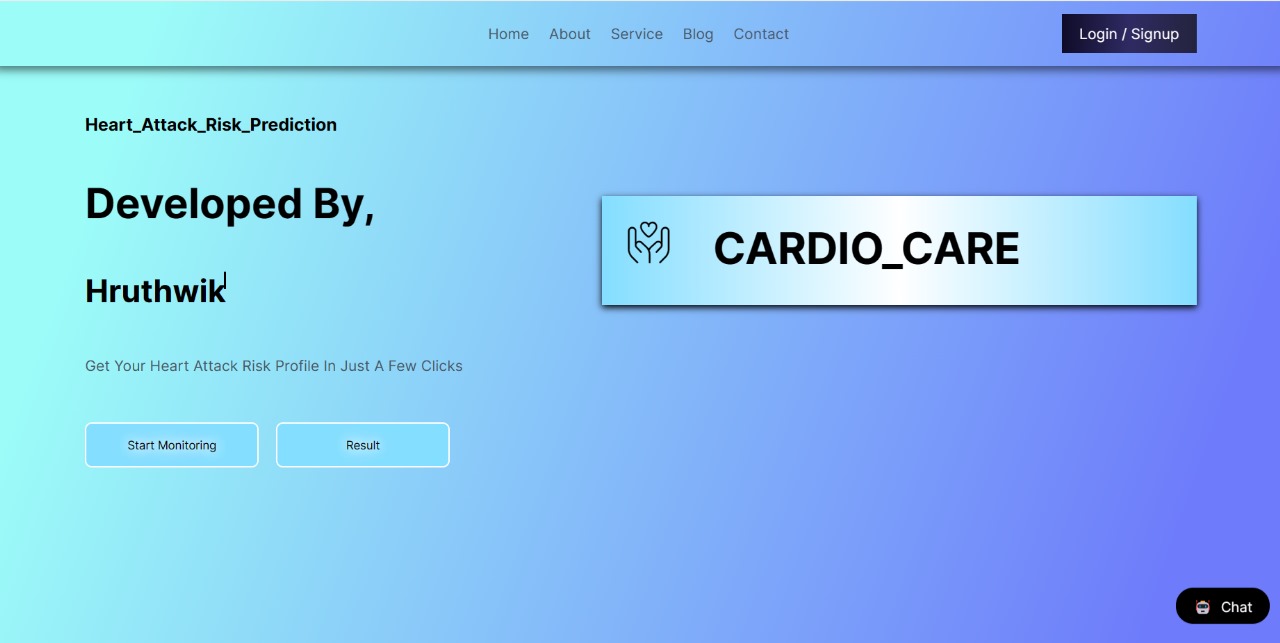 Home About Service Blog Contact Login / Signup
Heart_Attack_Risk_Prediction
Developed By,
Hruthwik
CARDIO_CARE
Get Your Heart Attack Risk Profile In Just A Few Clicks
Start Monitoring Result
Chat